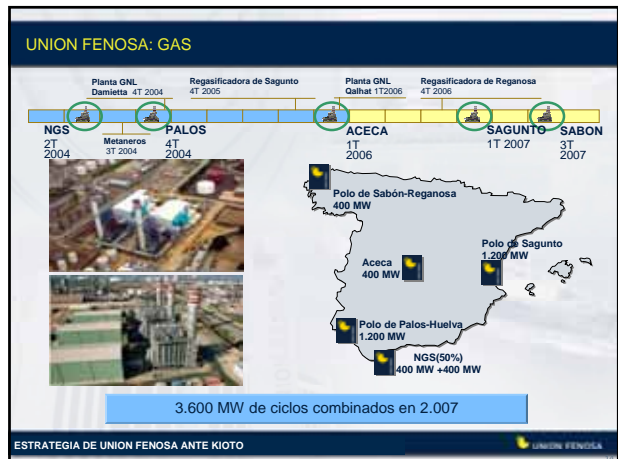 UNION FENOSA: GAS
Planta GNL
Damietta 4T 2004
Regasificadora de Sagunto
4T 2005
Planta GNL
Qalhat 1T2006
Regasificadora de Reganosa
4T 2006
NGS
2T
2004
Metaneros
3T 2004
PALOS
4T
2004
ACECA
1T
2006
SAGUNTO
1T 2007
SABON
3T
2007
Polo de Sabón-Reganosa
400 MW
Polo de Sagunto
1.200 MW
Aceca
400 MW
Polo de Palos-Huelva
1.200 MW
NGS(50%)
400 MW +400 MW
3.600 MW de ciclos combinados en 2.007
ESTRATEGIA DE UNION FENOSA ANTE KIOTO
UNION FENOSA